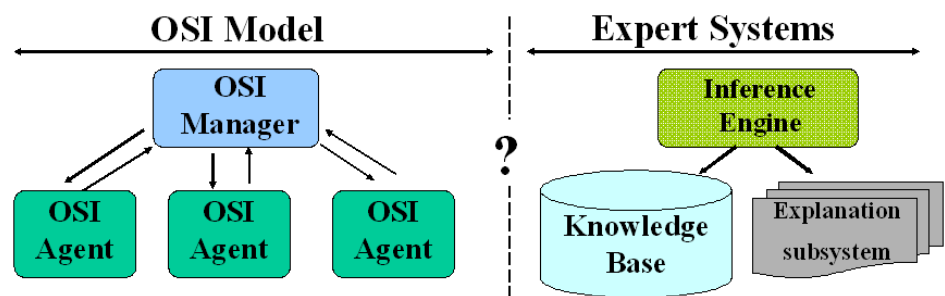 OSI Model
OSI
Manager
OSI
Agent
OSI
Agent
OSI
Agent
?
Expert Systems
Inference
Engine
Knowledge
Base
Explanation
subsystem